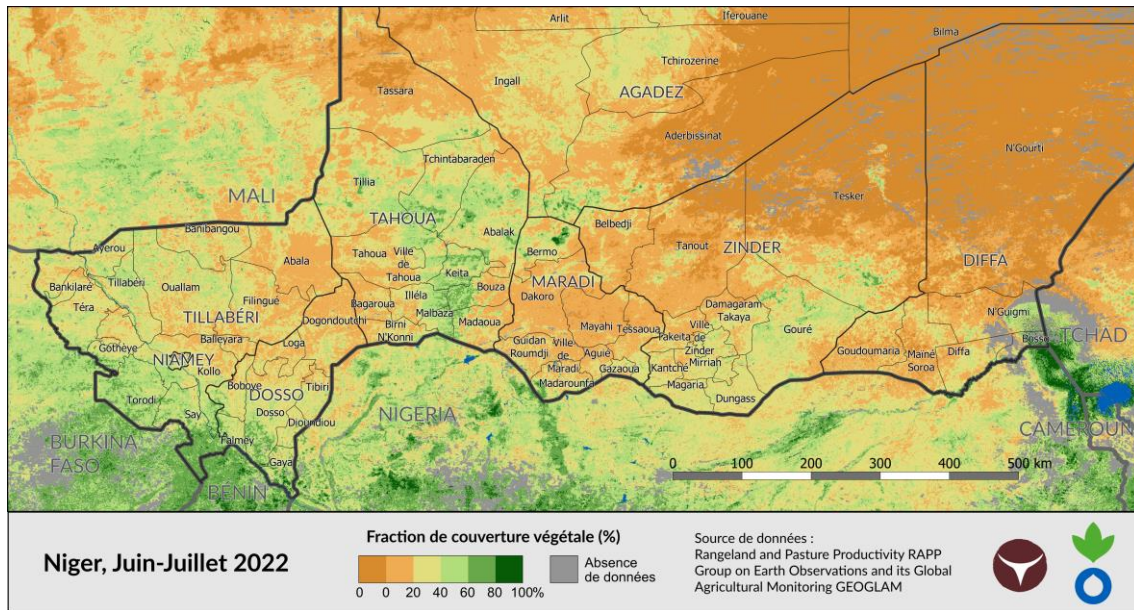 Arlit
Iferouane
Bilma
Tchirozerine
Ingall
Tassara
AGADEZ
Aderbissinat
N'Gourti
Tchintabaraden
Tillia
Tesker
MALI
TAHOUA
Belbedji
Banibangou
Abalak
Ayerou
Tahoua
Ville
de
Tahoua
Bermo
Tanout
ZINDER
Abala
Keita
DIFFA
Bankilaré
Tillabéri
Ouallam
Bouza
MARADI
Dakoro
Téra
Filingué
Bagaroua
Illéla
N'Guigmi
TILLABÉRI
Dogondoutchi
Malbaza
Madaoua
Damagaram
Takaya
Birni
N'Konni
Mayahi
Tessaoua
Gouré
TCHAD
Gothèye
Balleyara
Loga
Guidan
Roumdji
Ville
de
Maradi
Takeita
Ville
de
Zinder
Bosso
NIAMEY
Kollo
Aguié
Mirriah
Goudoumaria
Maïné
Soroa
Diffa
Boboye
Tibiri
Gazaoua
Kantché
Madarounfa
Magaria
Torodi
DOSSO
Dungass
Say
Dosso
Dioundiou
NIGERIA
BURKINA
FASO
Falmey
CAMEROUN
Gaya
BÉNIN
0 100 200 300 400 500 km
Niger, Juin-Juillet 2022
Fraction de couverture végétale (%)
0 0 20 40 60 80 100%
Absence
de données
Source de données :
Rangeland and Pasture Productivity RAPP
Group on Earth Observations and its Global
Agricultural Monitoring GEOGLAM